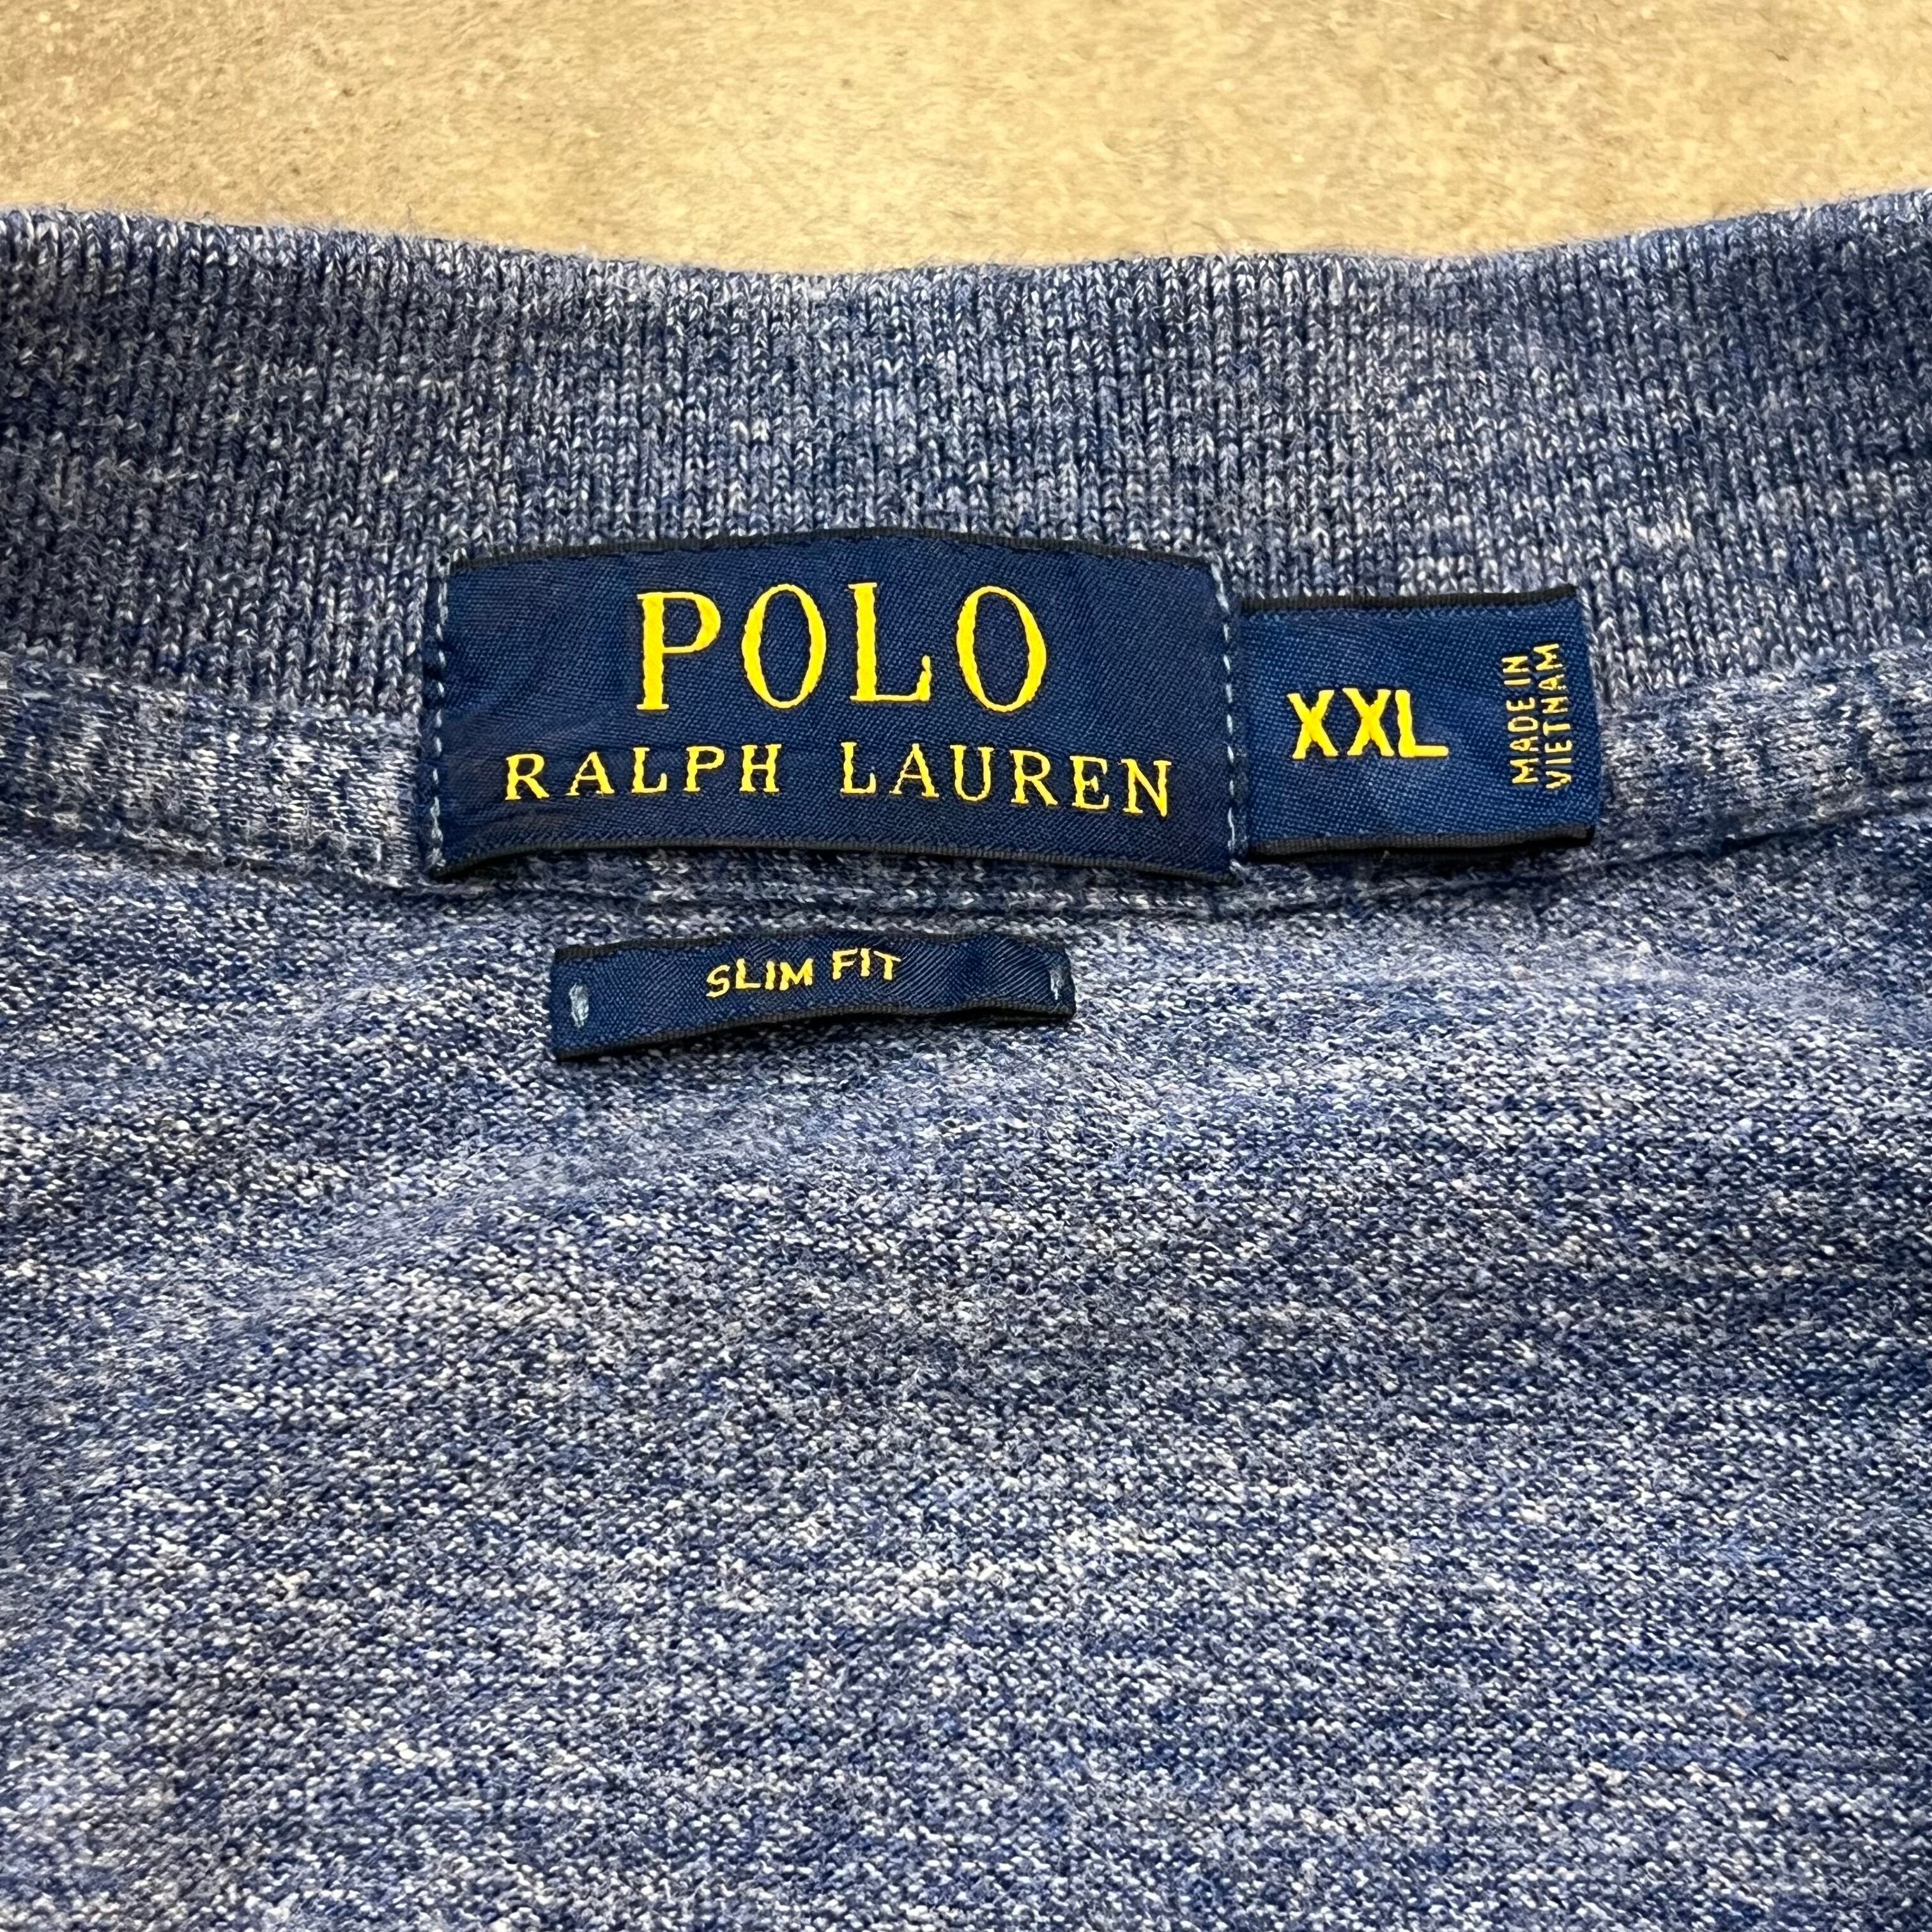 POLO
RALPH LAUREN
XXL
MADE IN
VIETNAM
SLIM FIT